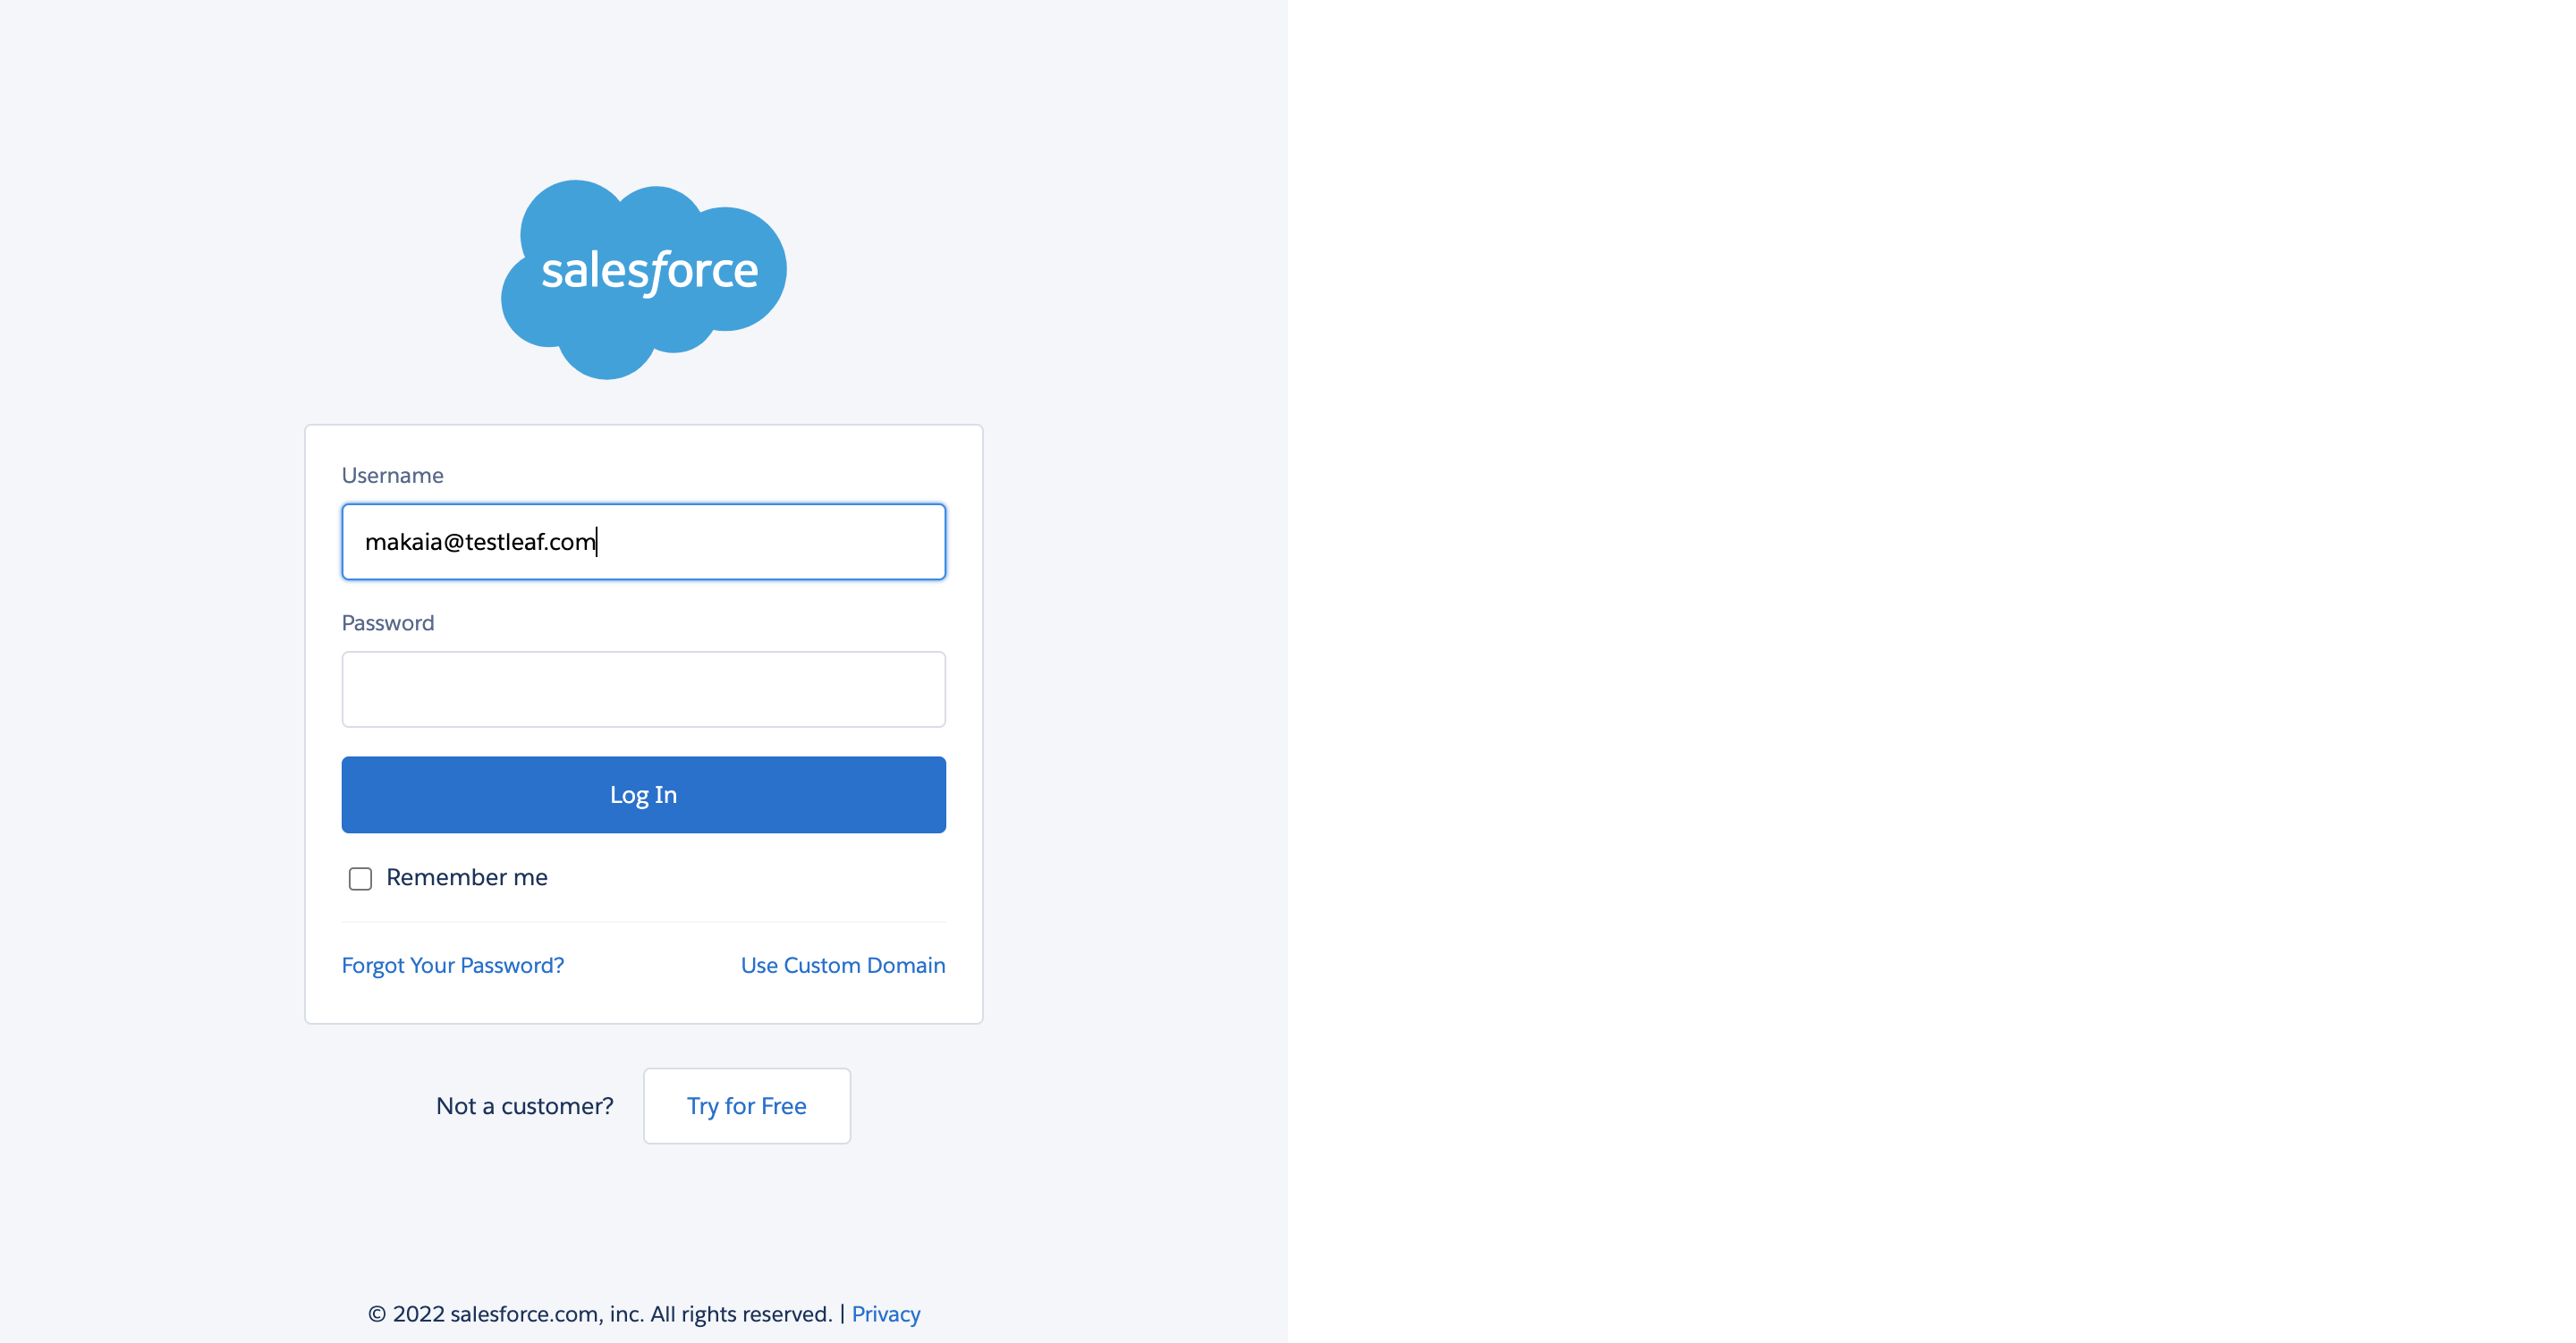 salesforce
Username
makaia@testleaf.com
Password
Log In
Remember me
Forgot Your Password? Use Custom Domain
Not a customer? Try for Free
© 2022 salesforce.com, inc. All rights reserved. | Privacy